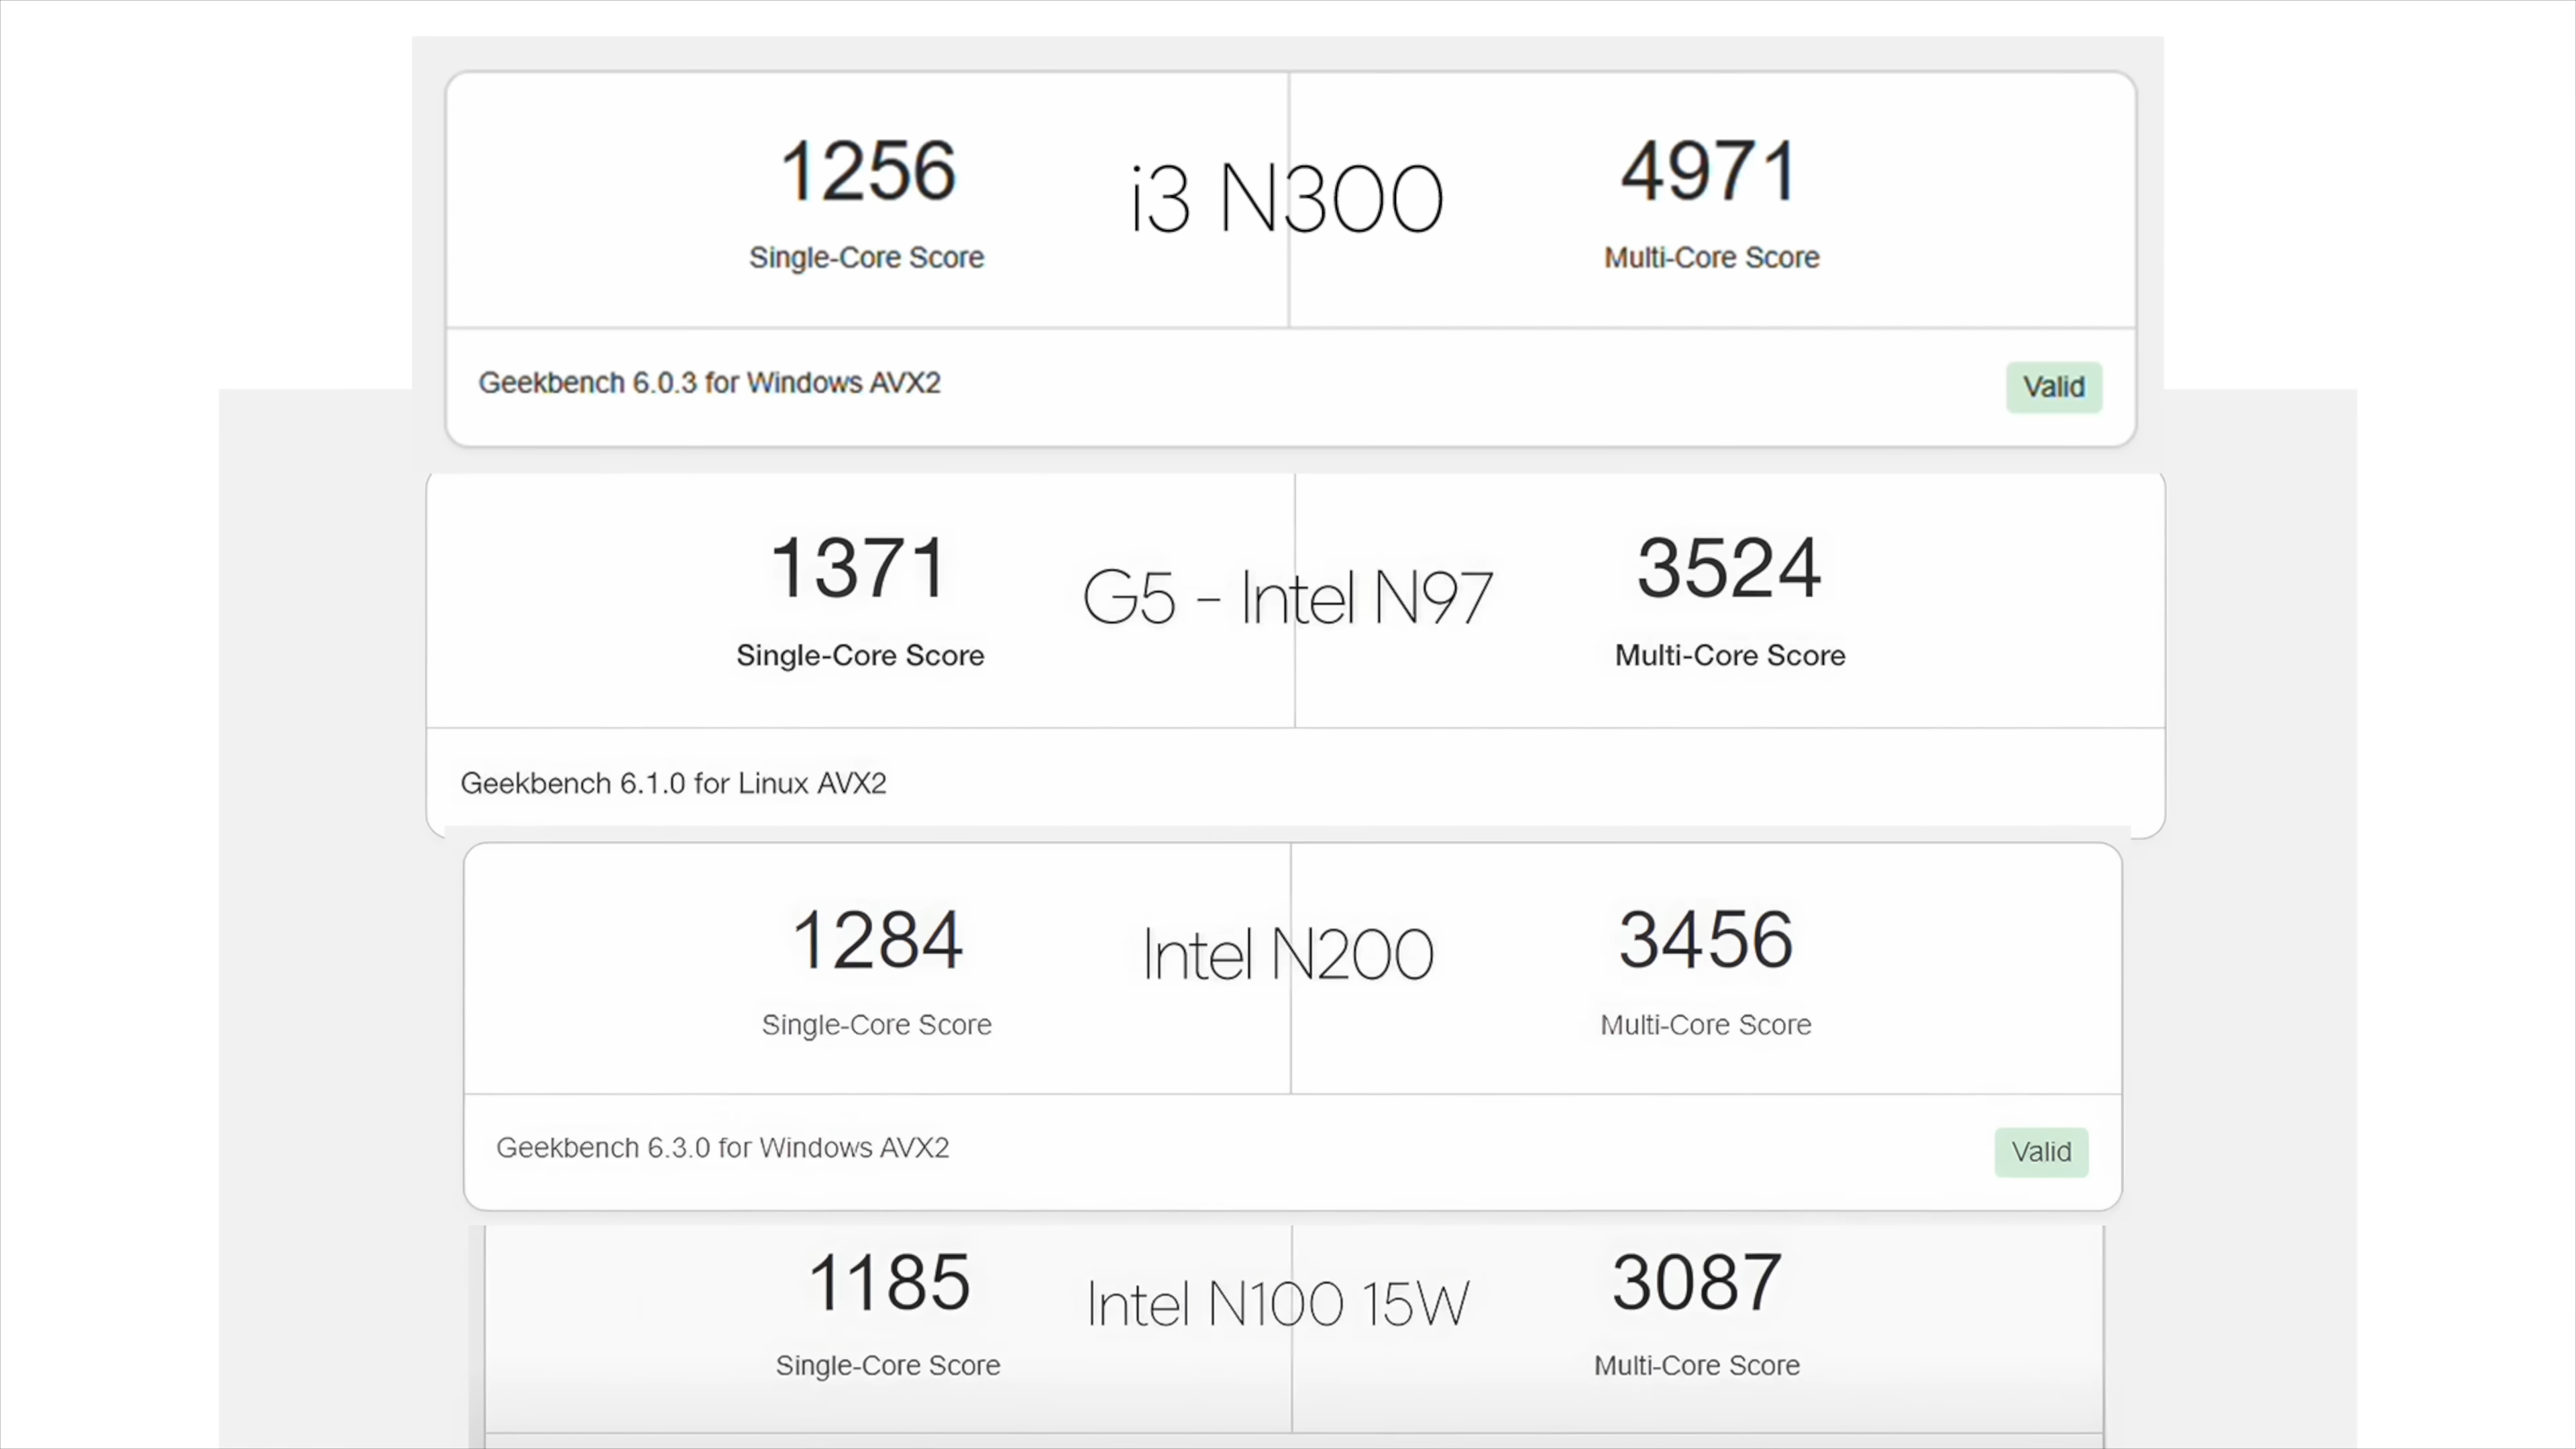 1256
Single-Core Score
i3 N300
4971
Multi-Core Score
Geekbench 6.0.3 for Windows AVX2
Valid
1371
Single-Core Score
G5 - Intel N97
3524
Multi-Core Score
Geekbench 6.1.0 for Linux AVX2
1284
Single-Core Score
Intel N200
3456
Multi-Core Score
Geekbench 6.3.0 for Windows AVX2
Valid
1185
Single-Core Score
Intel N100 15W
3087
Multi-Core Score